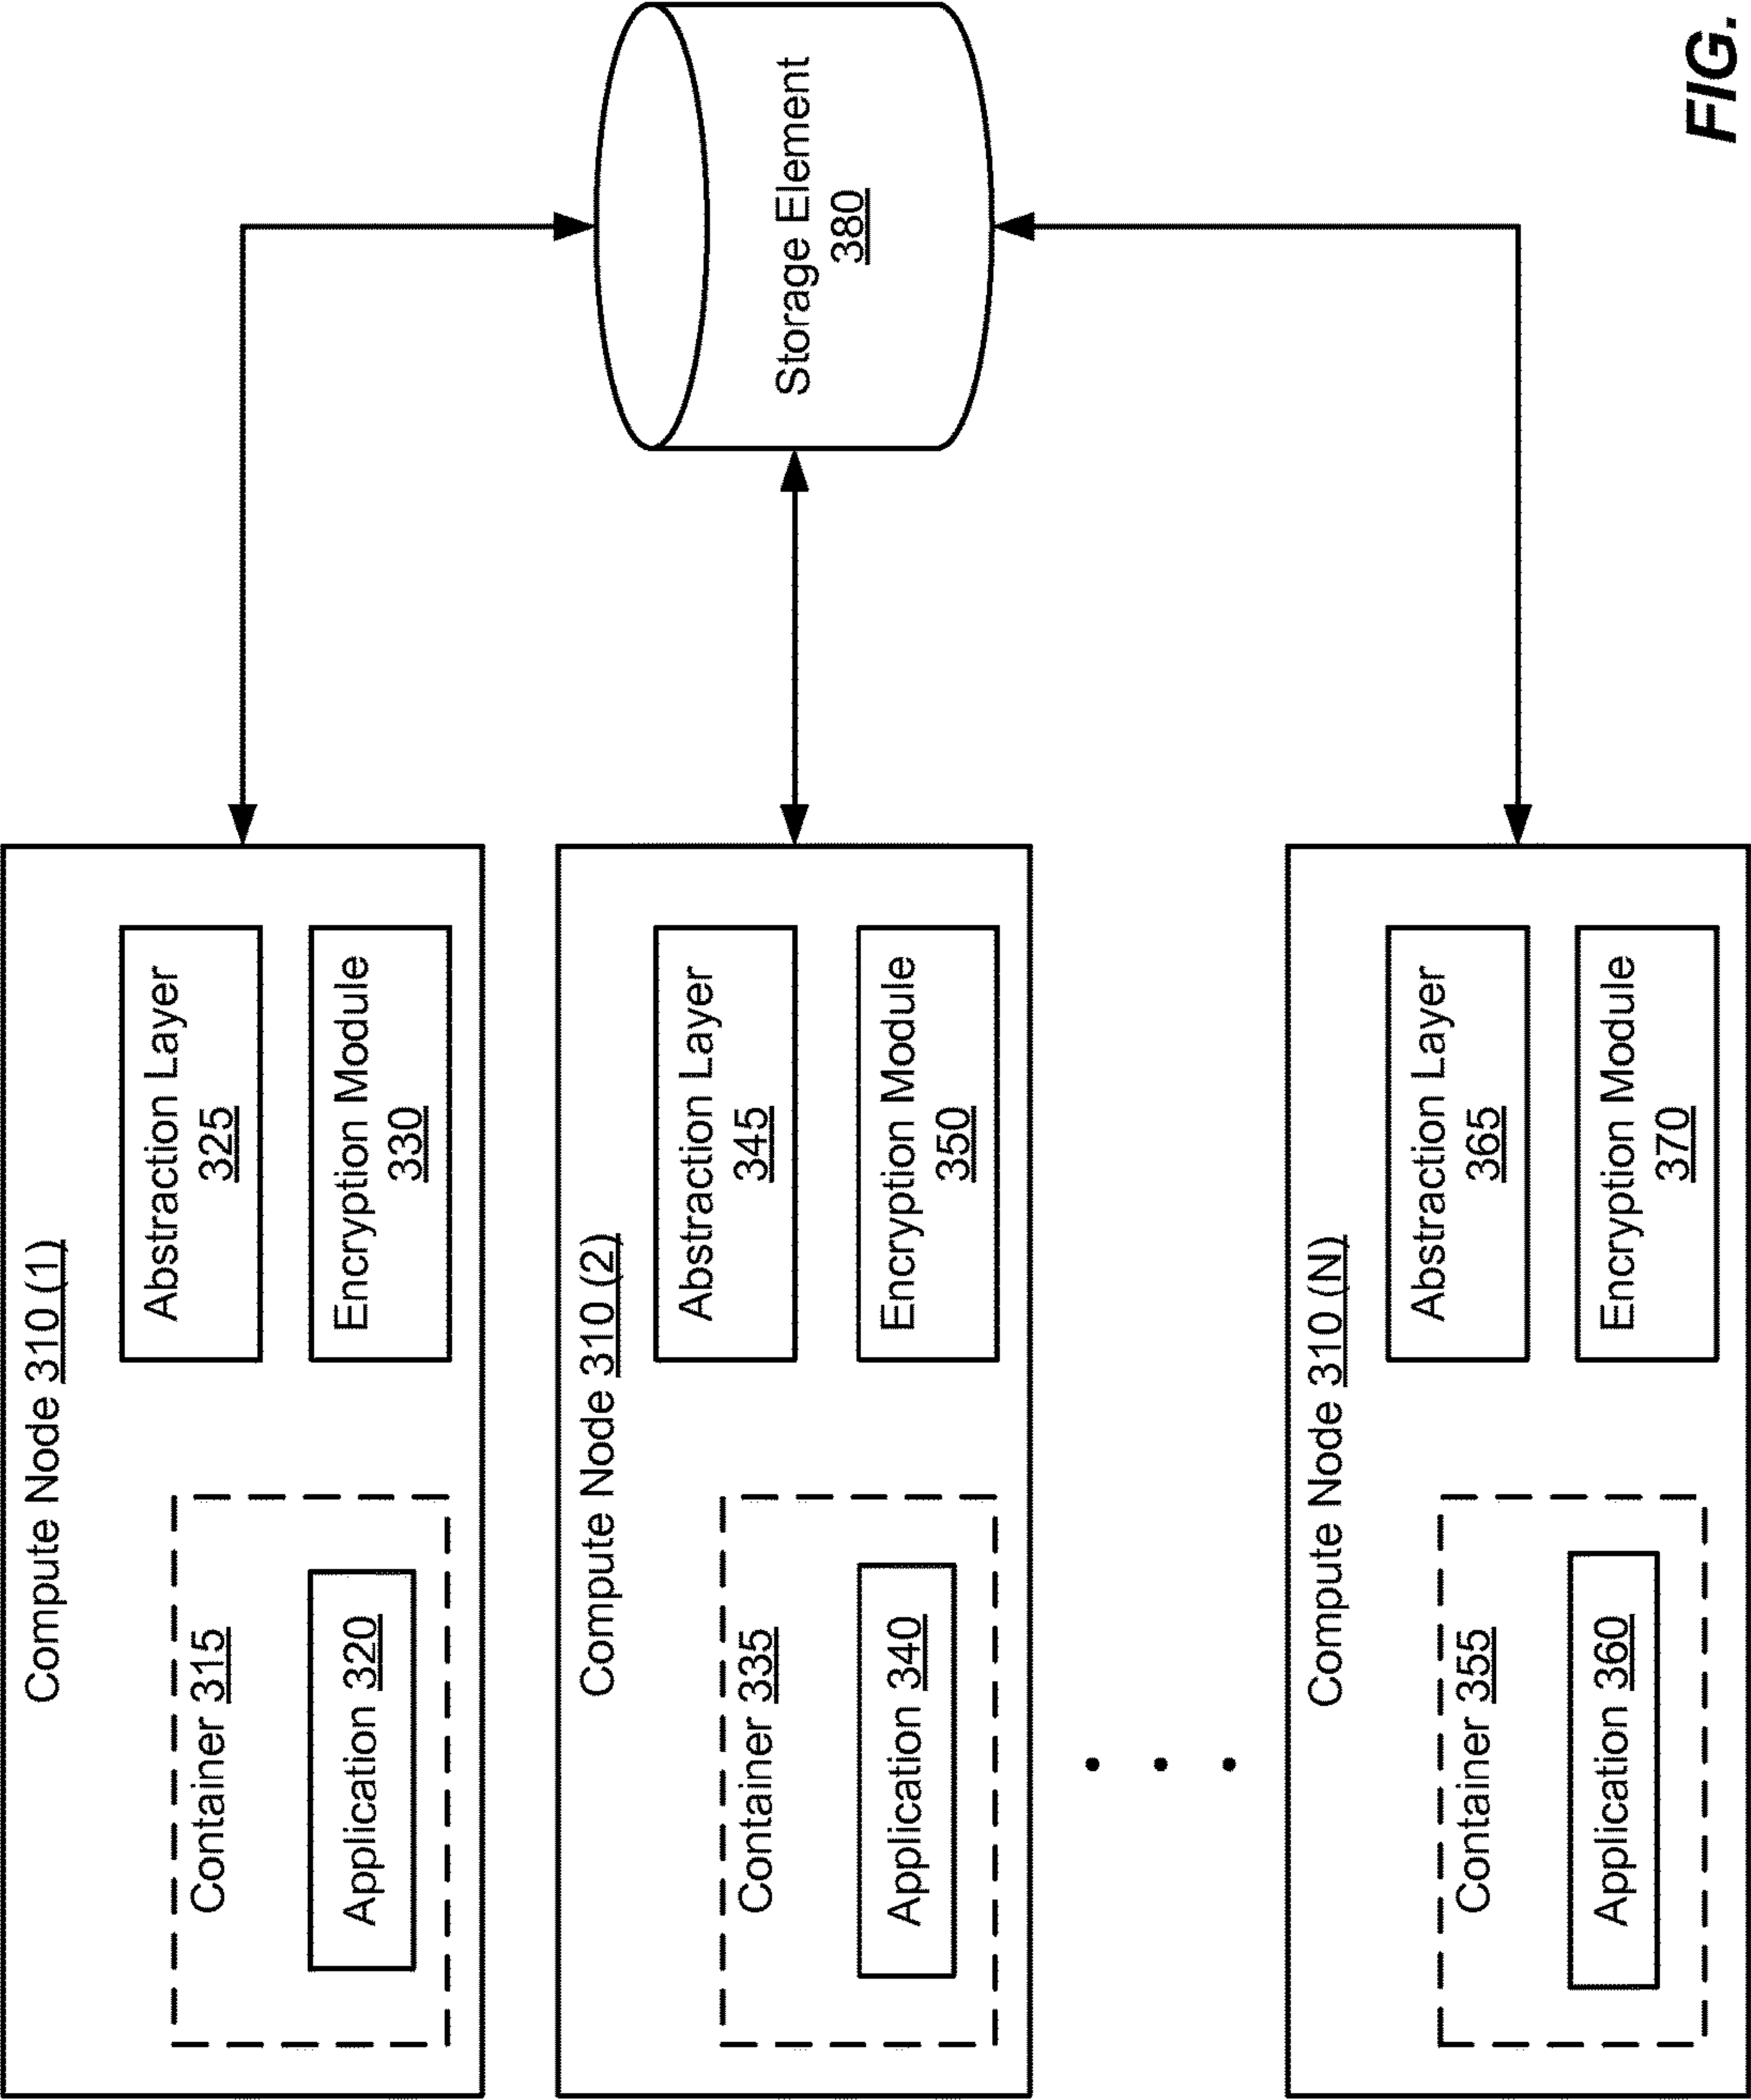 Compute Node 310 (1)
Container 315
Application 320
Abstraction Layer
325
Encryption Module
330
Compute Node 310 (2)
Container 335
Application 340
Abstraction Layer
345
Encryption Module
350
Compute Node 310 (N)
Container 355
Application 360
Abstraction Layer
365
Encryption Module
370
Storage Element
380
FIG.